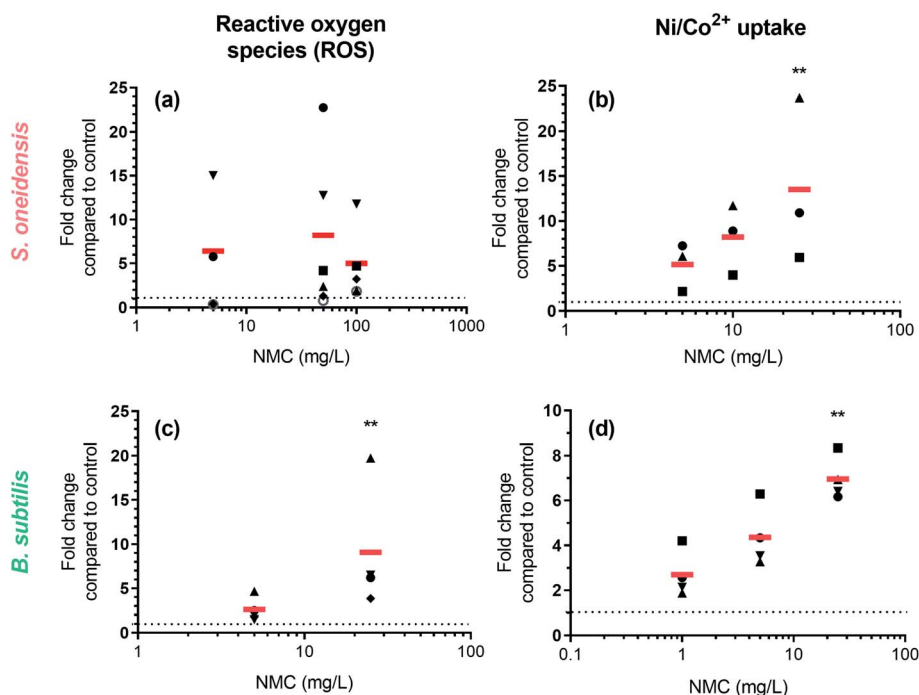 Reactive oxygen
species (ROS)
Ni/Co2+ uptake
S. oneidensis
(a)
Fold change
compared to control
25
20
15
10
5
0
1
10
100
1000
NMC (mg/L)
(b)
**
Fold change
compared to control
25
20
15
10
5
0
1
10
100
NMC (mg/L)
B. subtilis
(c)
**
Fold change
compared to control
25
20
15
10
5
0
1
10
100
NMC (mg/L)
(d)
**
Fold change
compared to control
10
8
6
4
2
0
0.1
1
10
100
NMC (mg/L)